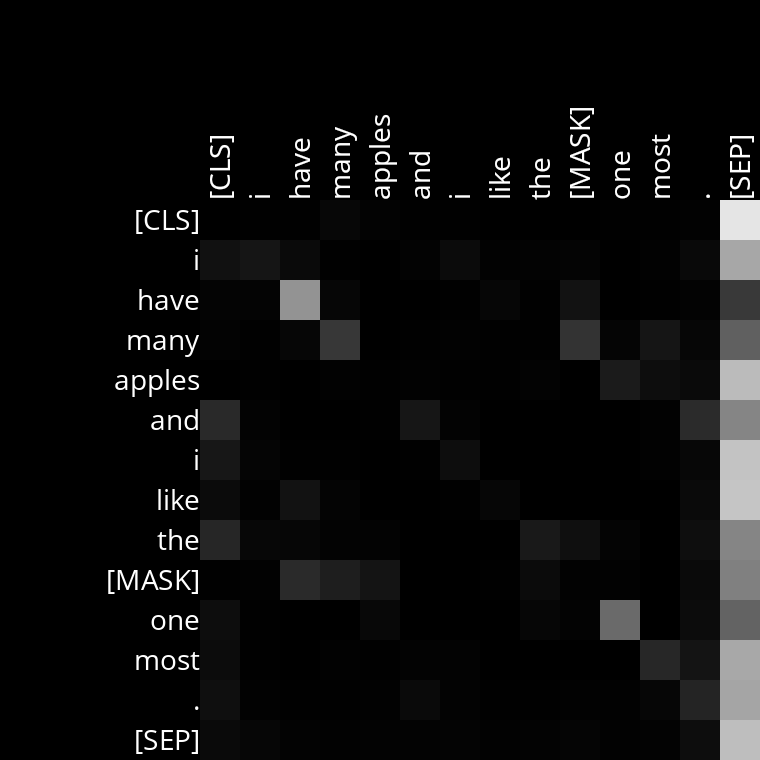 [CLS] i have many apples and i like the [MASK] one most . [SEP]
[CLS]
i
have
many
apples
and
i
like
the
[MASK]
one
most
.
[SEP]